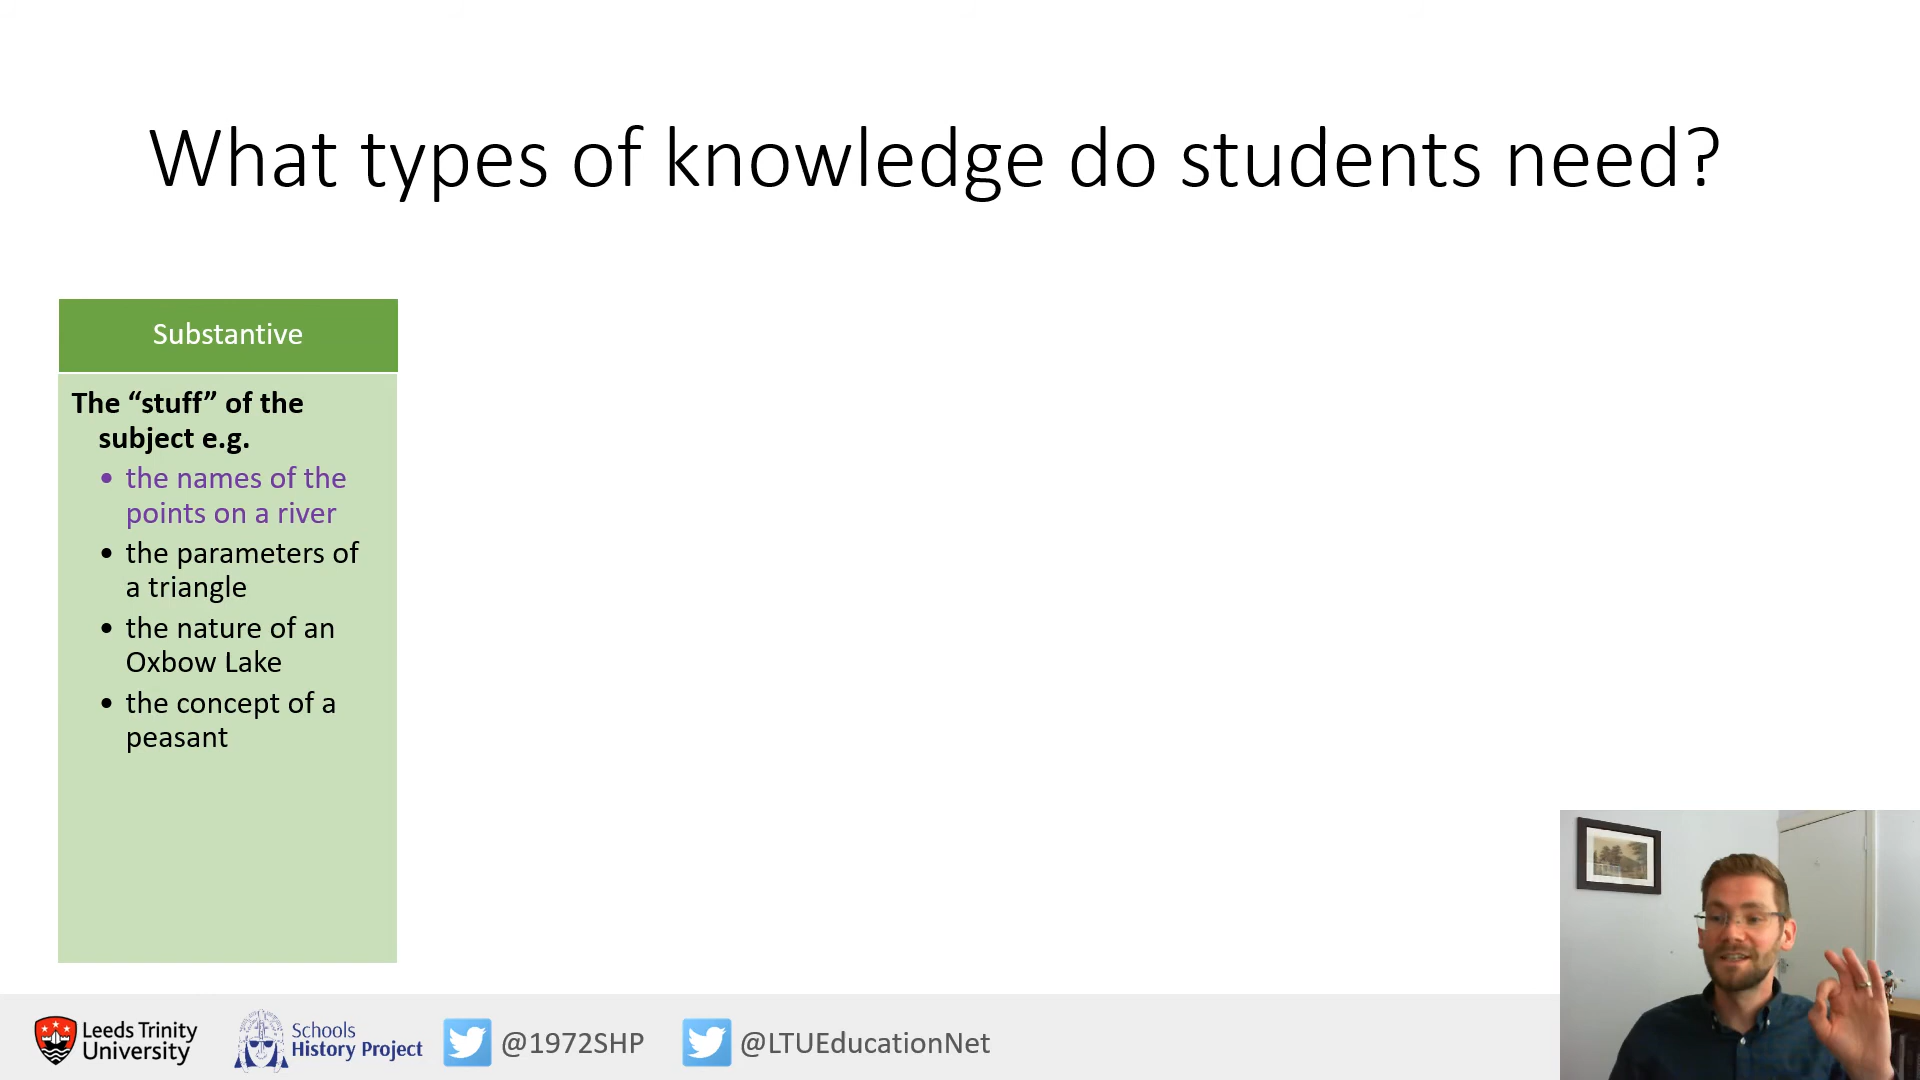 What types of knowledge do students need?
Substantive
The “stuff” of the
subject e.g.
• the names of the
points on a river
• the parameters of
a triangle
• the nature of an
Oxbow Lake
• the concept of a
peasant
Leeds Trinity
University
Schools
History Project
@1972SHP
@LTUEducationNet